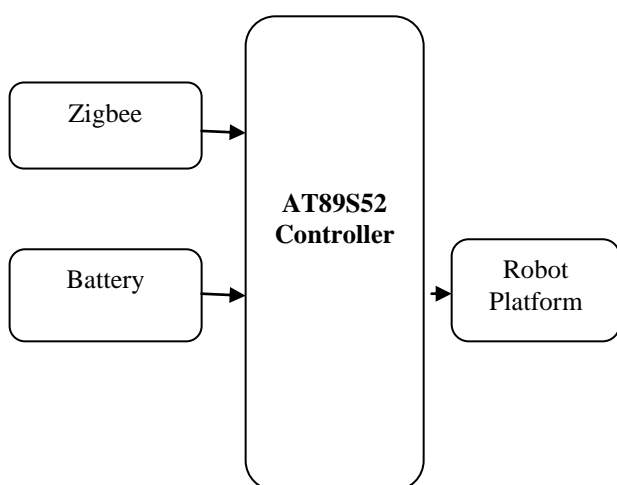 Zigbee
Battery
AT89S52
Controller
Robot
Platform